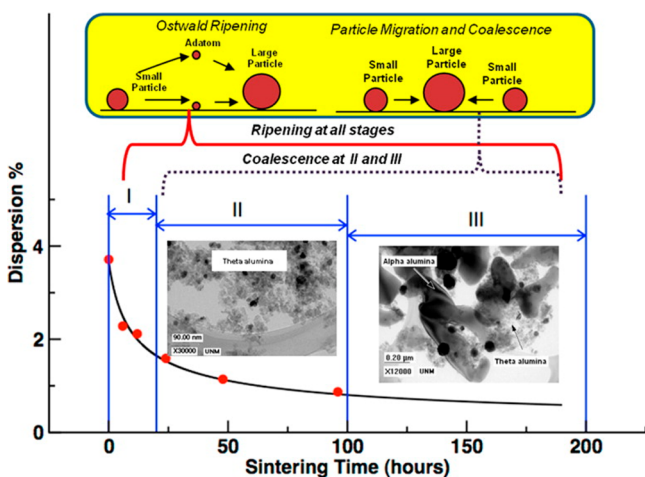 Ostwald Ripening
Particle Migration and Coalescence
Adatom
Small
Particle
Large
Particle
Small
Particle
Large
Particle
Small
Particle
Ripening at all stages
Coalescence at II and III
I
II
III
Theta alumina
90.00 nm
X30000 UNM
Alpha alumina
Theta alumina
0.20 µm
X12000 UNM
Dispersion %
4
2
0
0
50
100
150
200
Sintering Time (hours)